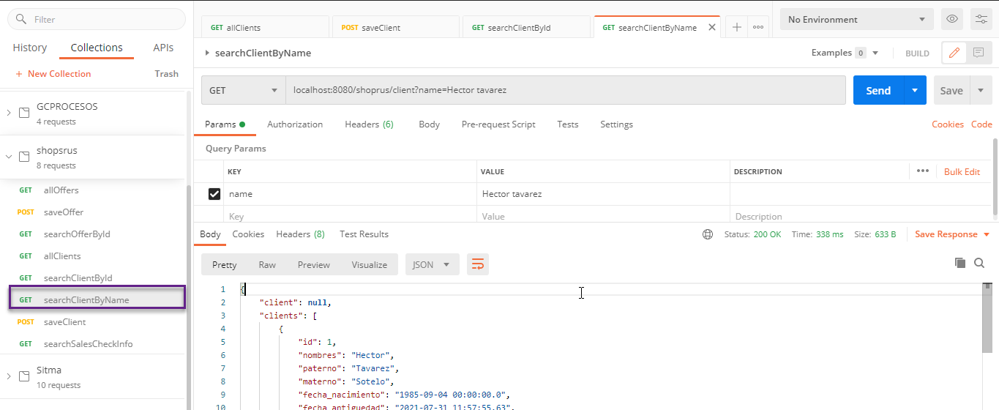 Filter
History Collections APIs
+ New Collection Trash
GCPROCESOS
4 requests
shopsrus
8 requests
GET allOffers
POST saveOffer
GET searchOfferById
GET allClients
GET searchClientById
GET searchClientByName
POST saveClient
GET searchSalesCheckInfo
Sitma
10 requests
GET allClients POST saveClient GET searchClientById GET searchClientByName No Environment
searchClientByName Examples 0 BUILD
GET localhost:8080/shoprus/client?name=Hector tavarez Send Save
Params Authorization Headers (6) Body Pre-request Script Tests Settings Cookies Code
Query Params
KEY VALUE DESCRIPTION Bulk Edit
name Hector tavarez
Key Value Description
Body Cookies Headers (8) Test Results Status: 200 OK Time: 338 ms Size: 633 B Save Response
Pretty Raw Preview Visualize JSON
1 {
2 "client": null,
3 "clients": [
4 {
5 "id": 1,
6 "nombres": "Hector",
7 "paterno": "Tavarez",
8 "materno": "Sotelo",
9 "fecha_nacimiento": "1985-09-04 00:00:00.0",
10 "fecha_antiguedad": "2021-07-31 11:57:55.63",